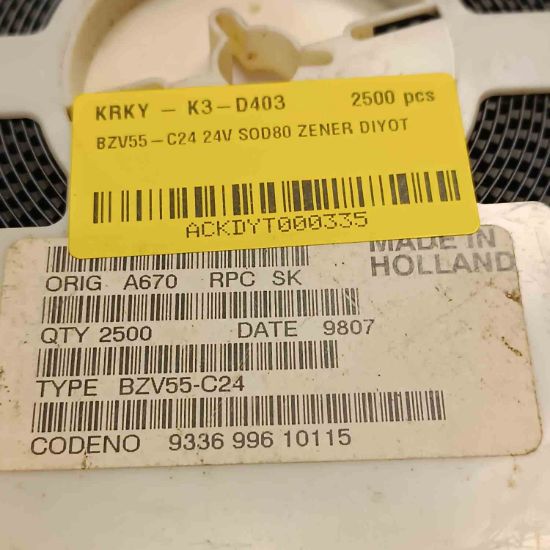 KRKY - K3-D403 2500 pcs
BZV55-C24 24V SOD80 ZENER DIYOT
ACKDYT000335
MADE IN
HOLLAND
ORIG A670 RPC SK
QTY 2500 DATE 9807
TYPE BZV55-C24
CODENO 9336 996 10115